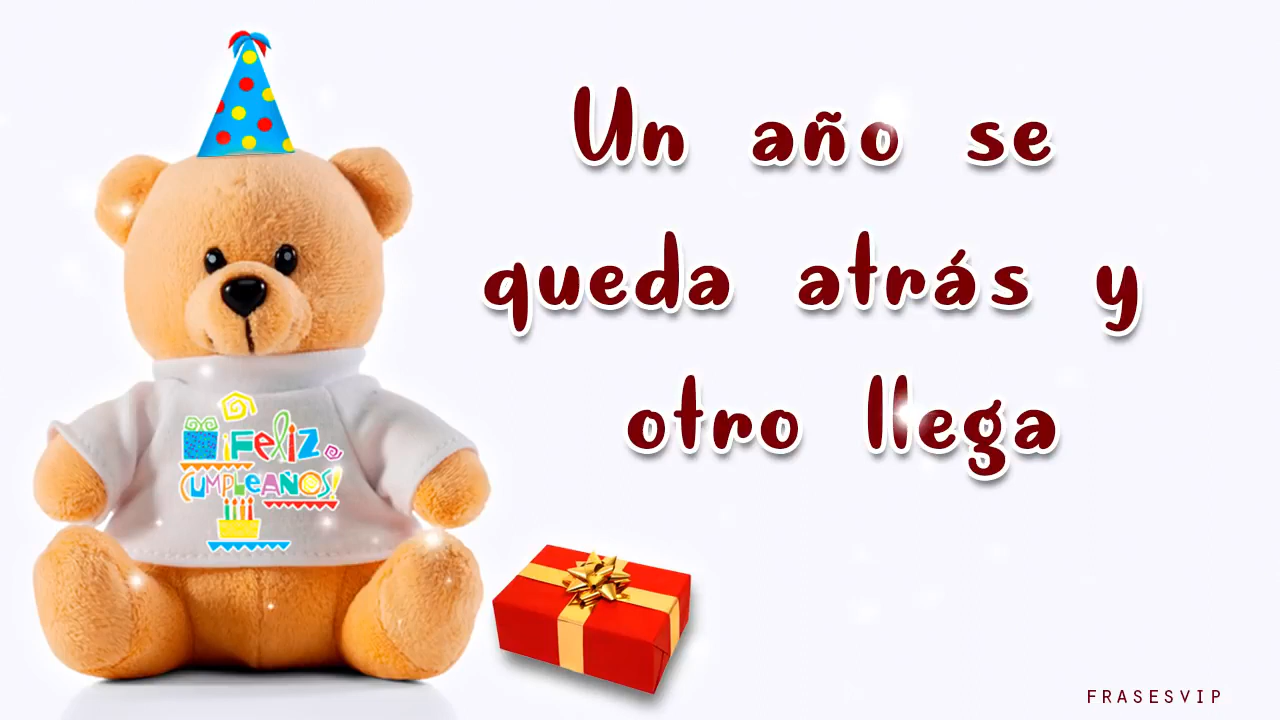 Un año se
queda atrás y
otro llega
¡Feliz
CUMPLEAÑOS!
FRASESVIP